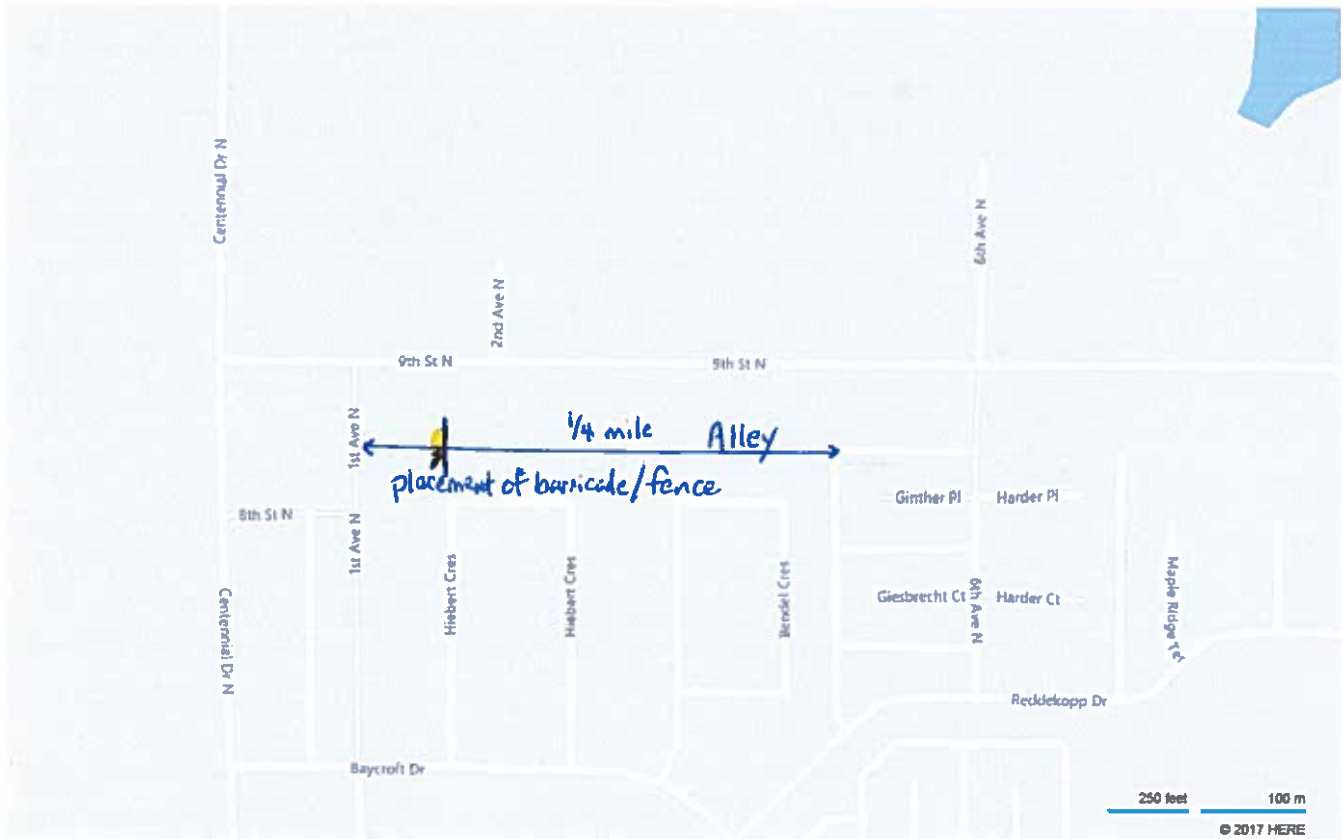 Centennial Dr N
6th Ave N
2nd Ave N
9th St N
9th St N
1st Ave N
1/4 mile
Alley
placement of barricade/fence
Ginther Pl
Harder Pl
8th St N
1st Ave N
Hiebert Cres
Hiebert Cres
Bendel Cres
Giesbrecht Ct
6th Ave N
Harder Ct
Maple Ridge Ter
Centennial Dr N
Reddekopp Dr
Baycroft Dr
250 feet
100 m
© 2017 HERE